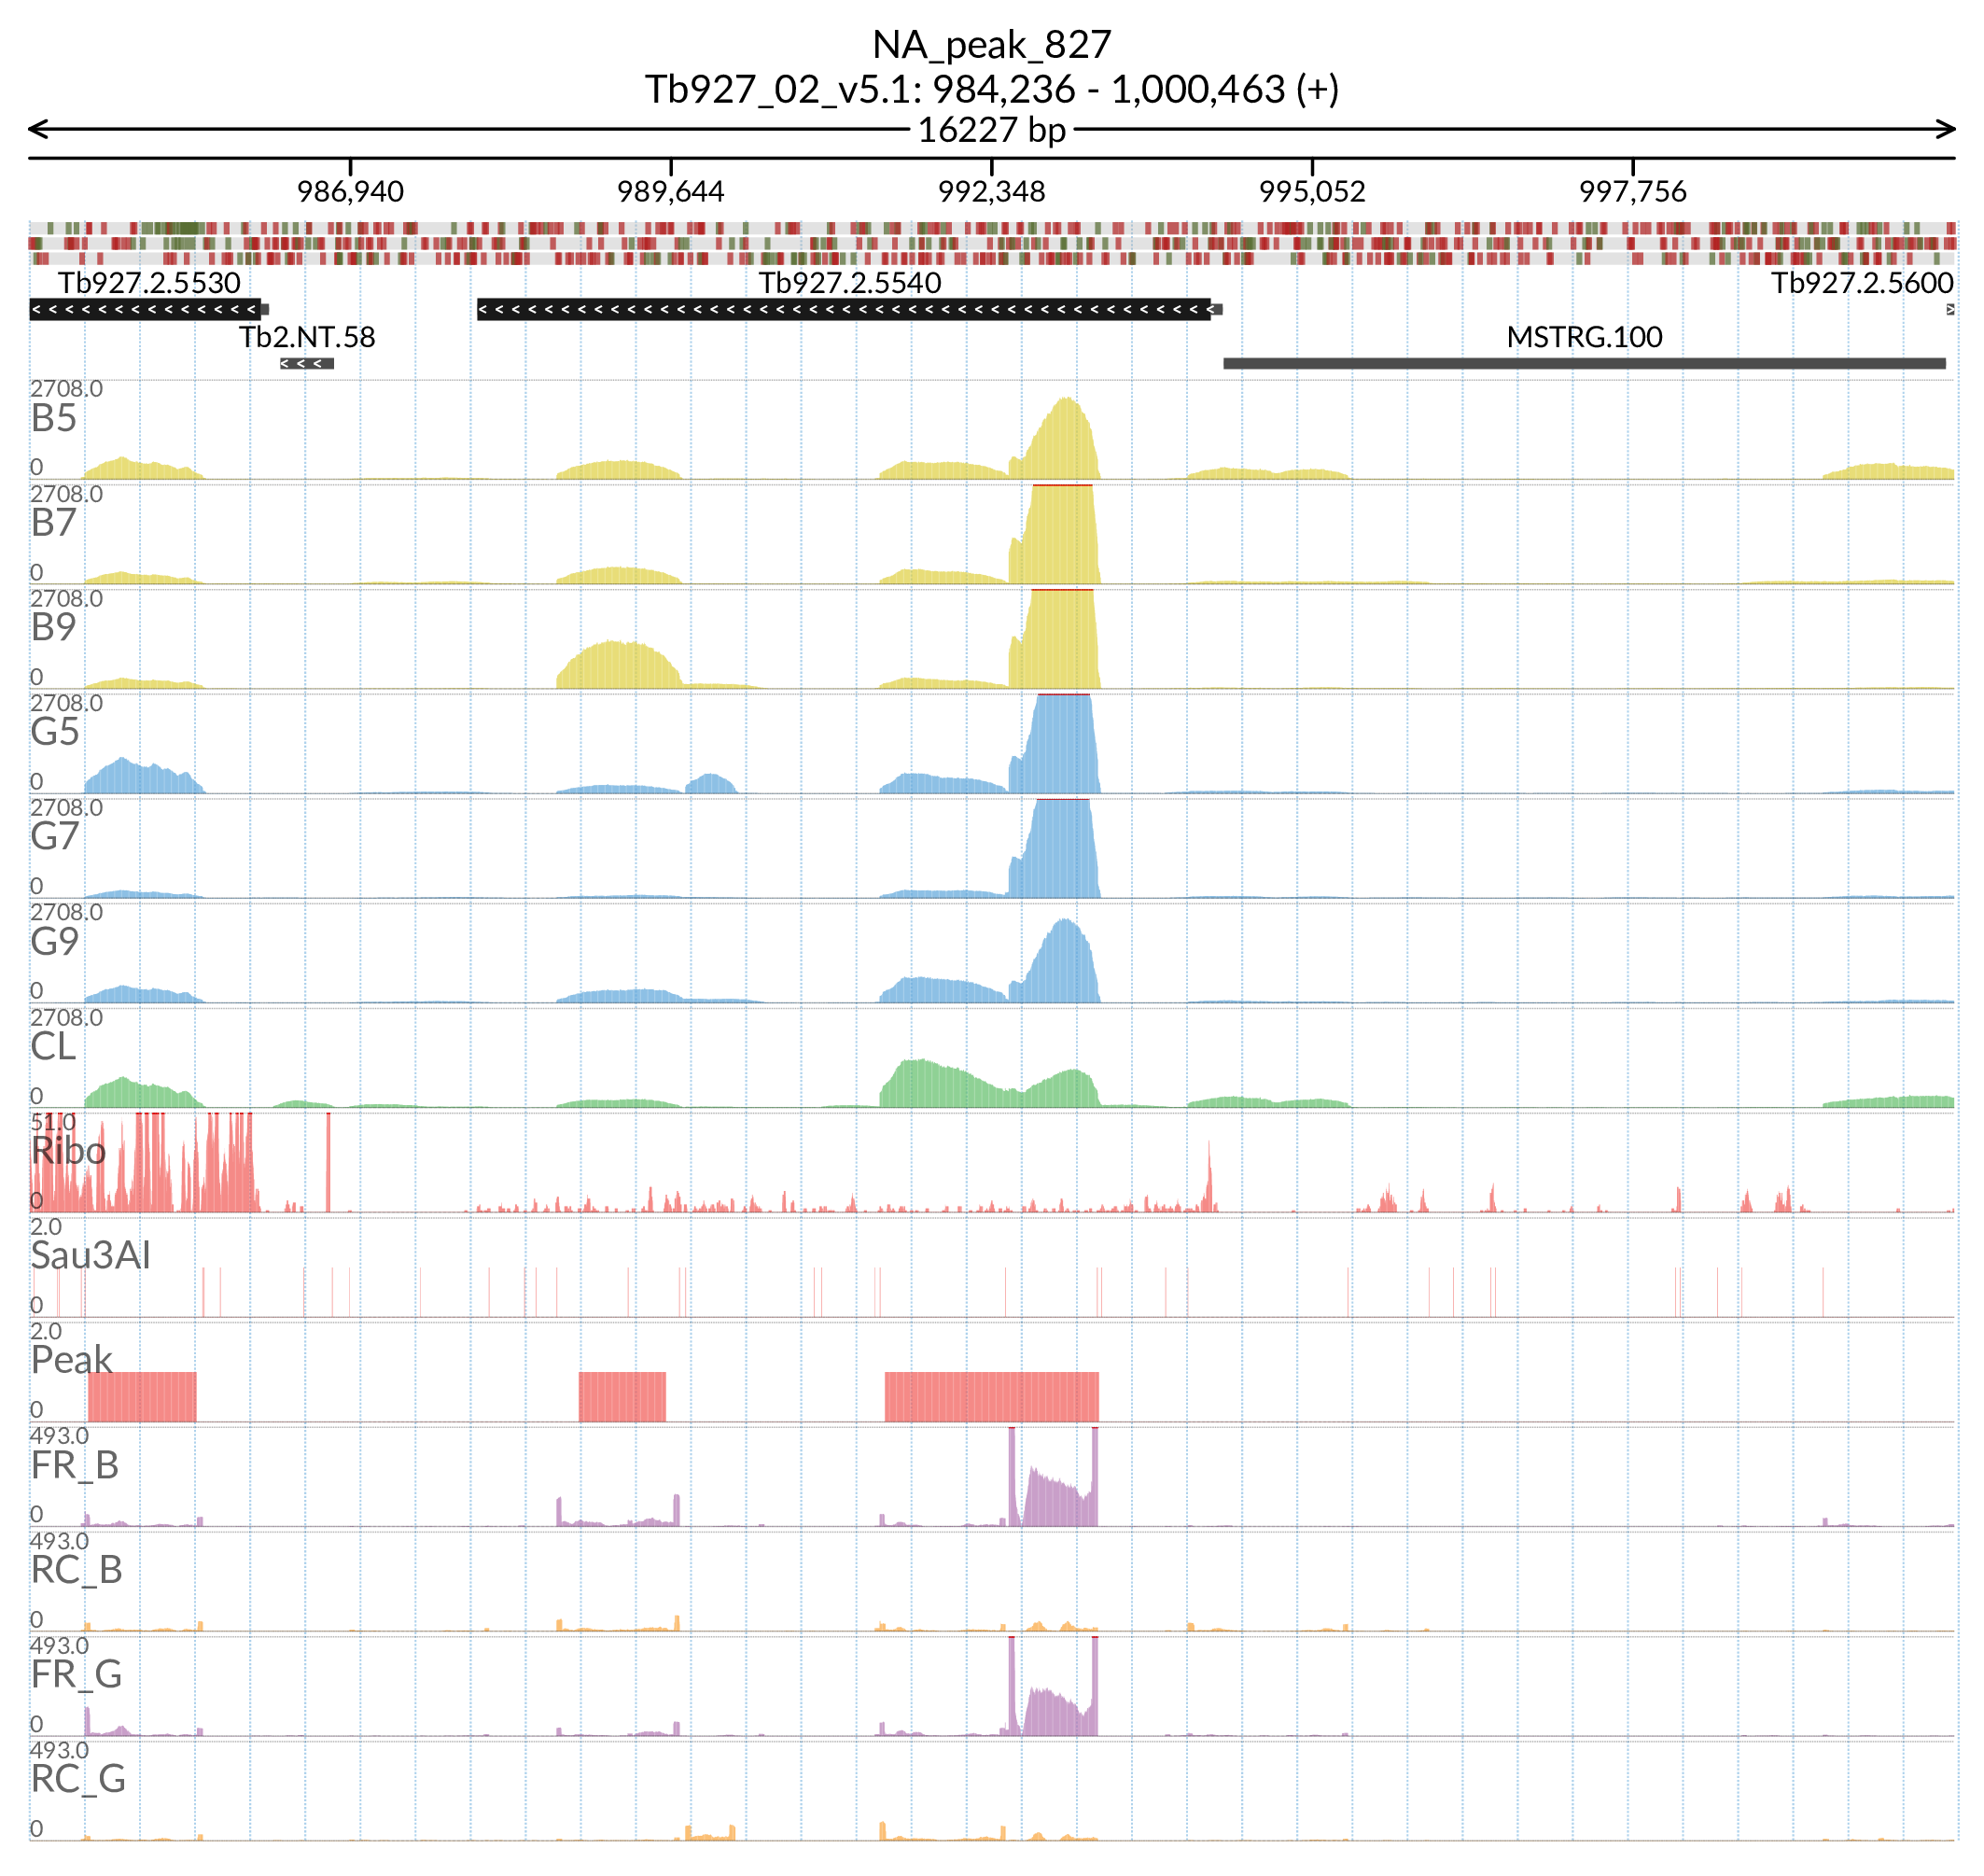 NA_peak_827
Tb927_02_v5.1: 984,236 - 1,000,463 (+)
16227 bp
986,940 989,644 992,348 995,052 997,756
Tb927.2.5530 Tb927.2.5540 Tb927.2.5600
Tb2.NT.58 MSTRG.100
2708.0
B5
0
2708.0
B7
0
2708.0
B9
0
2708.0
G5
0
2708.0
G7
0
2708.0
G9
0
2708.0
CL
0
51.0
Ribo
0
2.0
Sau3AI
0
2.0
Peak
0
493.0
FR_B
0
493.0
RC_B
0
493.0
FR_G
0
493.0
RC_G
0